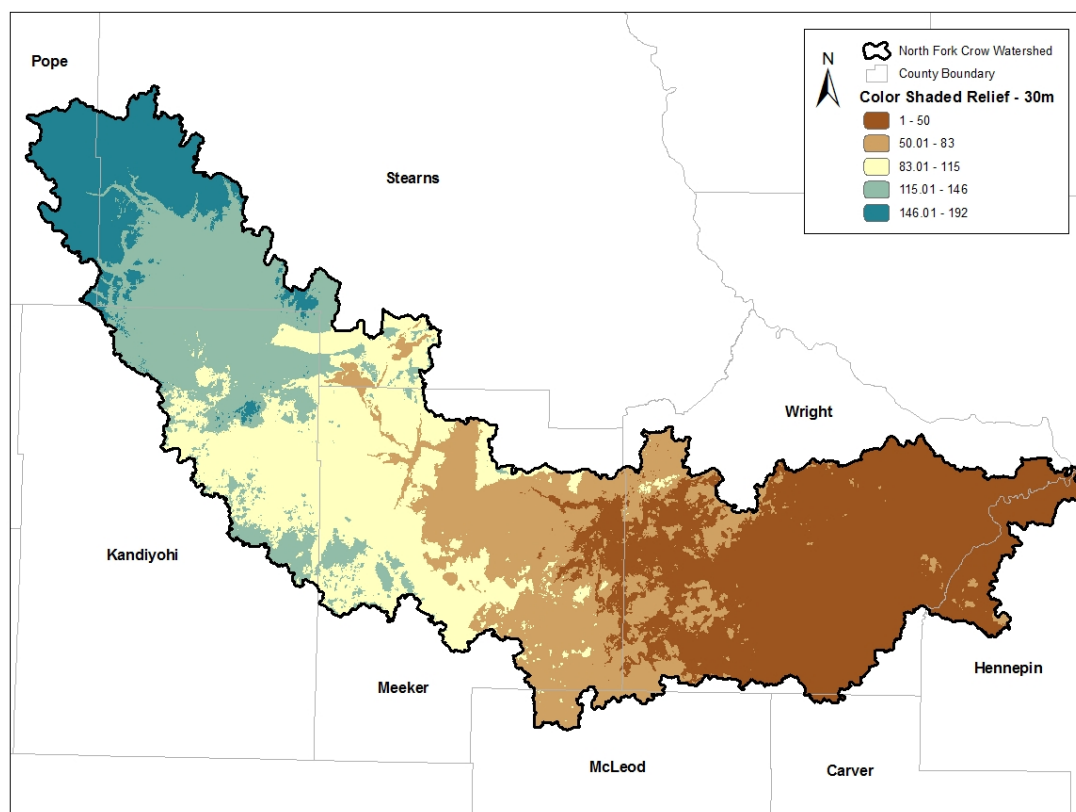 Pope
Stearns
Wright
Kandiyohi
Meeker
Hennepin
McLeod
Carver
N
North Fork Crow Watershed
County Boundary
Color Shaded Relief - 30m
1 - 50
50.01 - 83
83.01 - 115
115.01 - 146
146.01 - 192